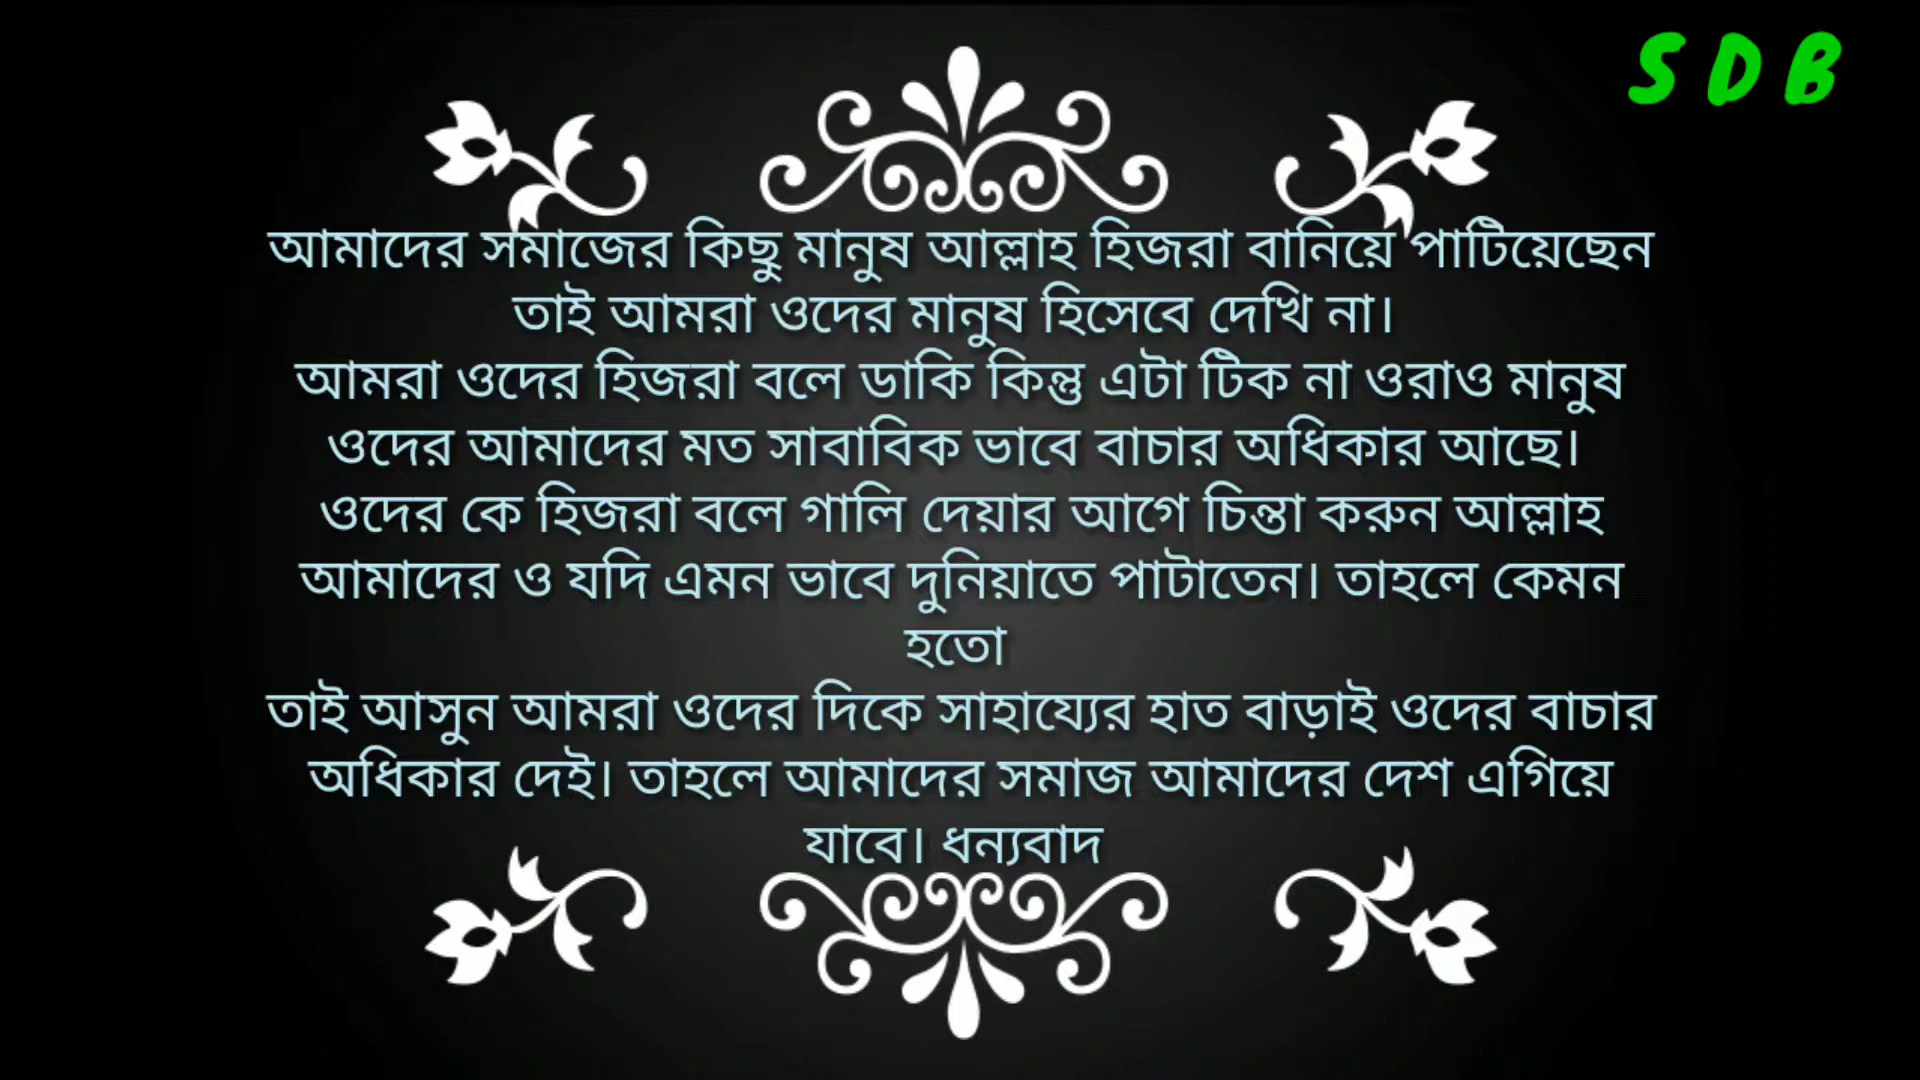 S D B
আমাদের সমাজের কিছু মানুষ আল্লাহ হিজরা বানিয়ে পাটিয়েছেন
তাই আমরা ওদের মানুষ হিসেবে দেখি না।
আমরা ওদের হিজরা বলে ডাকি কিন্তু এটা টিক না ওরাও মানুষ
ওদের আমাদের মত সাবাবিক ভাবে বাচার অধিকার আছে।
ওদের কে হিজরা বলে গালি দেয়ার আগে চিন্তা করুন আল্লাহ
আমাদের ও যদি এমন ভাবে দুনিয়াতে পাটাতেন। তাহলে কেমন
হতো
তাই আসুন আমরা ওদের দিকে সাহায্যের হাত বাড়াই ওদের বাচার
অধিকার দেই। তাহলে আমাদের সমাজ আমাদের দেশ এগিয়ে
যাবে। ধন্যবাদ